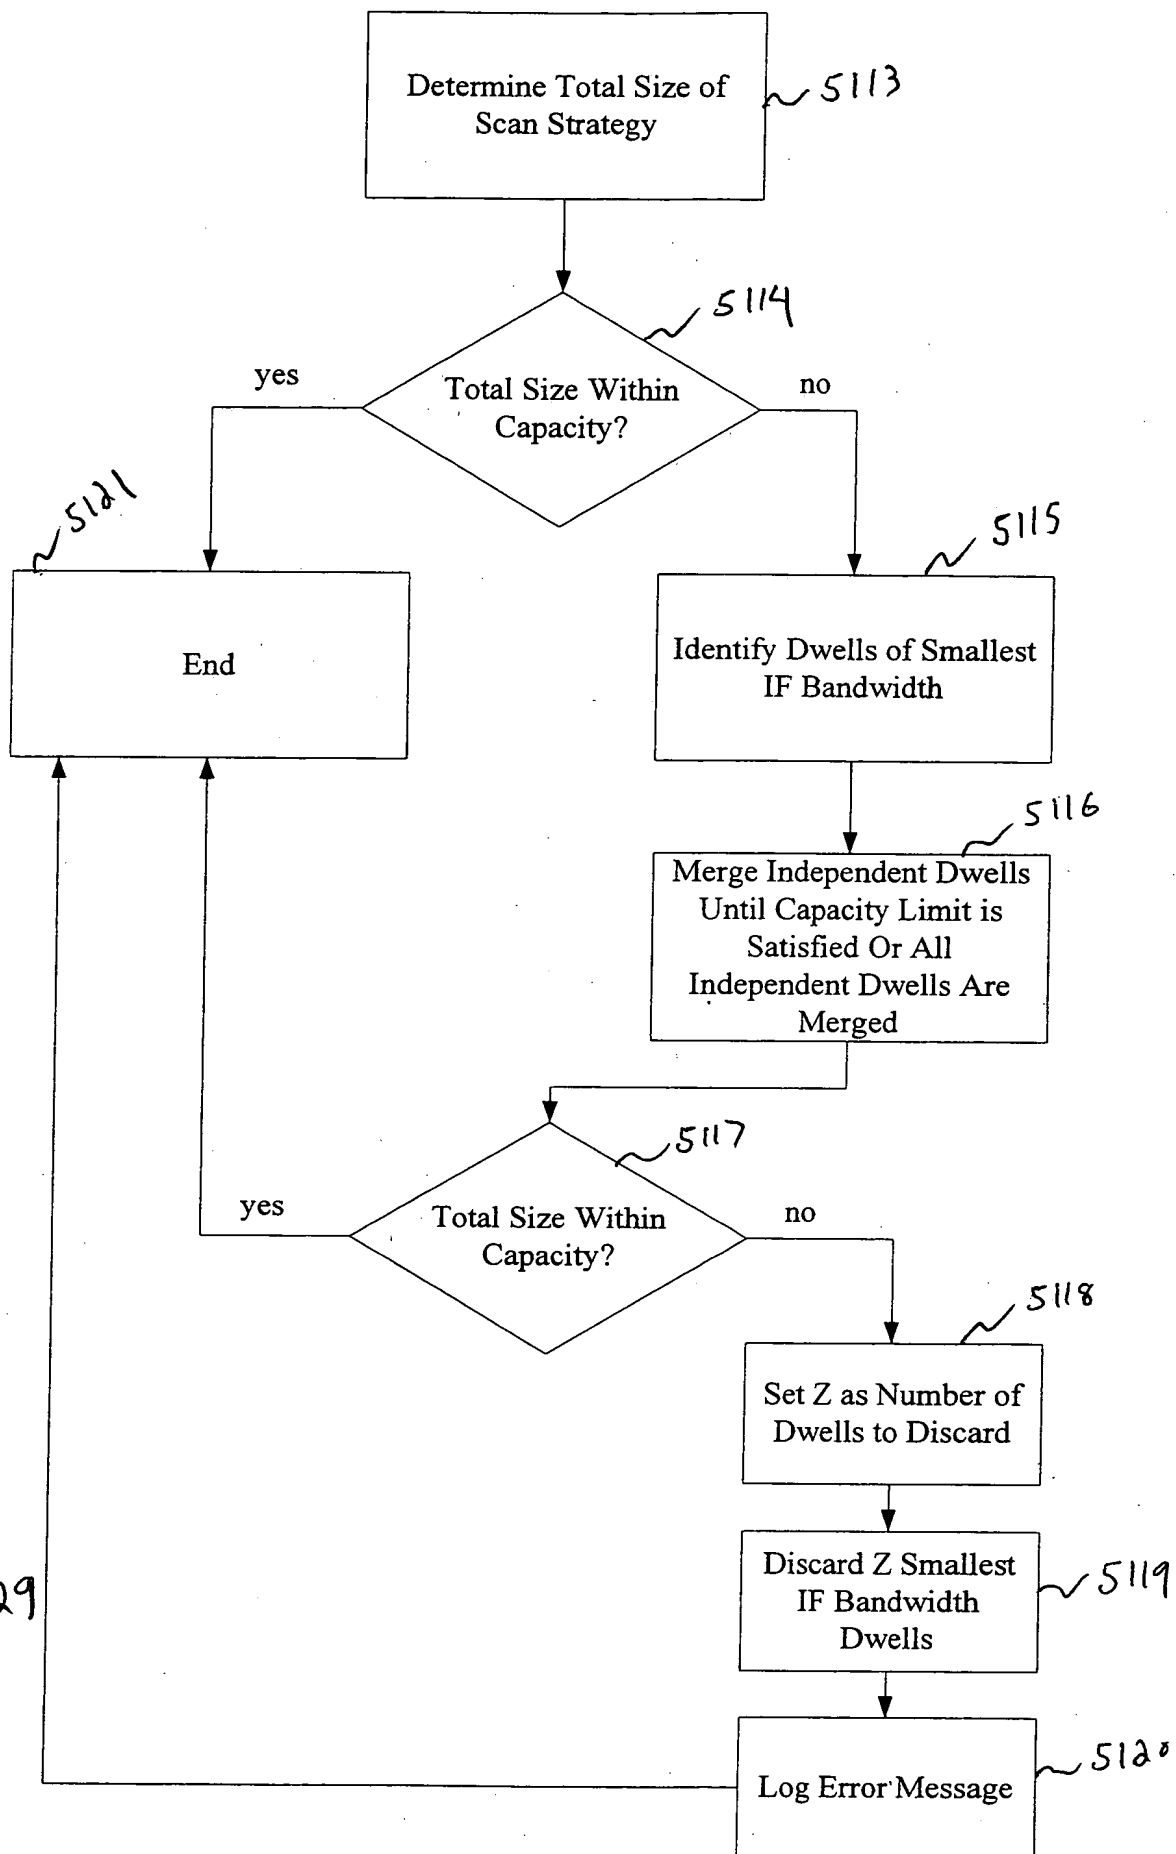 Determine Total Size of
Scan Strategy
5113
5114
Total Size Within
Capacity?
yes
no
5121
End
5115
Identify Dwells of Smallest
IF Bandwidth
5116
Merge Independent Dwells
Until Capacity Limit is
Satisfied Or All
Independent Dwells Are
Merged
5117
Total Size Within
Capacity?
yes
no
5118
Set Z as Number of
Dwells to Discard
Discard Z Smallest
IF Bandwidth
Dwells
5119
29
Log Error Message
5120